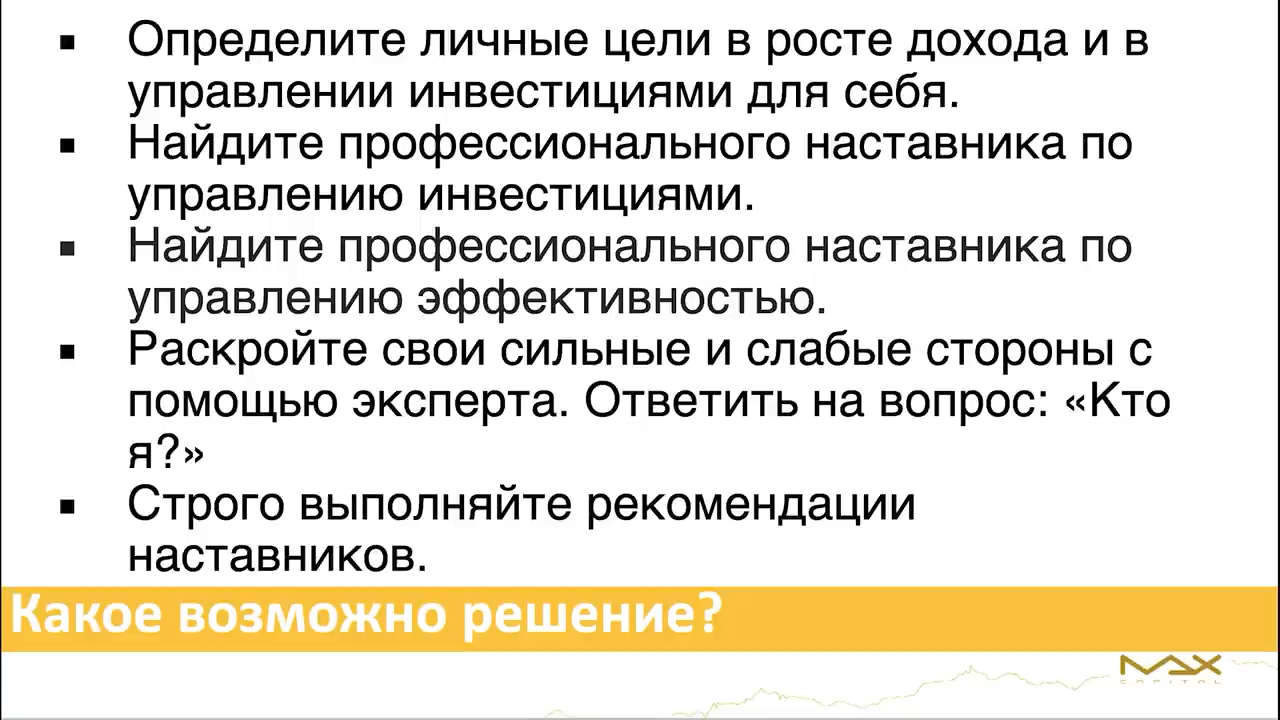 ▪ Определите личные цели в росте дохода и в
управлении инвестициями для себя.
▪ Найдите профессионального наставника по
управлению инвестициями.
▪ Найдите профессионального наставника по
управлению эффективностью.
▪ Раскройте свои сильные и слабые стороны с
помощью эксперта. Ответить на вопрос: «Кто
я?»
▪ Строго выполняйте рекомендации
наставников.
Какое возможно решение?
MAX
CAPITAL